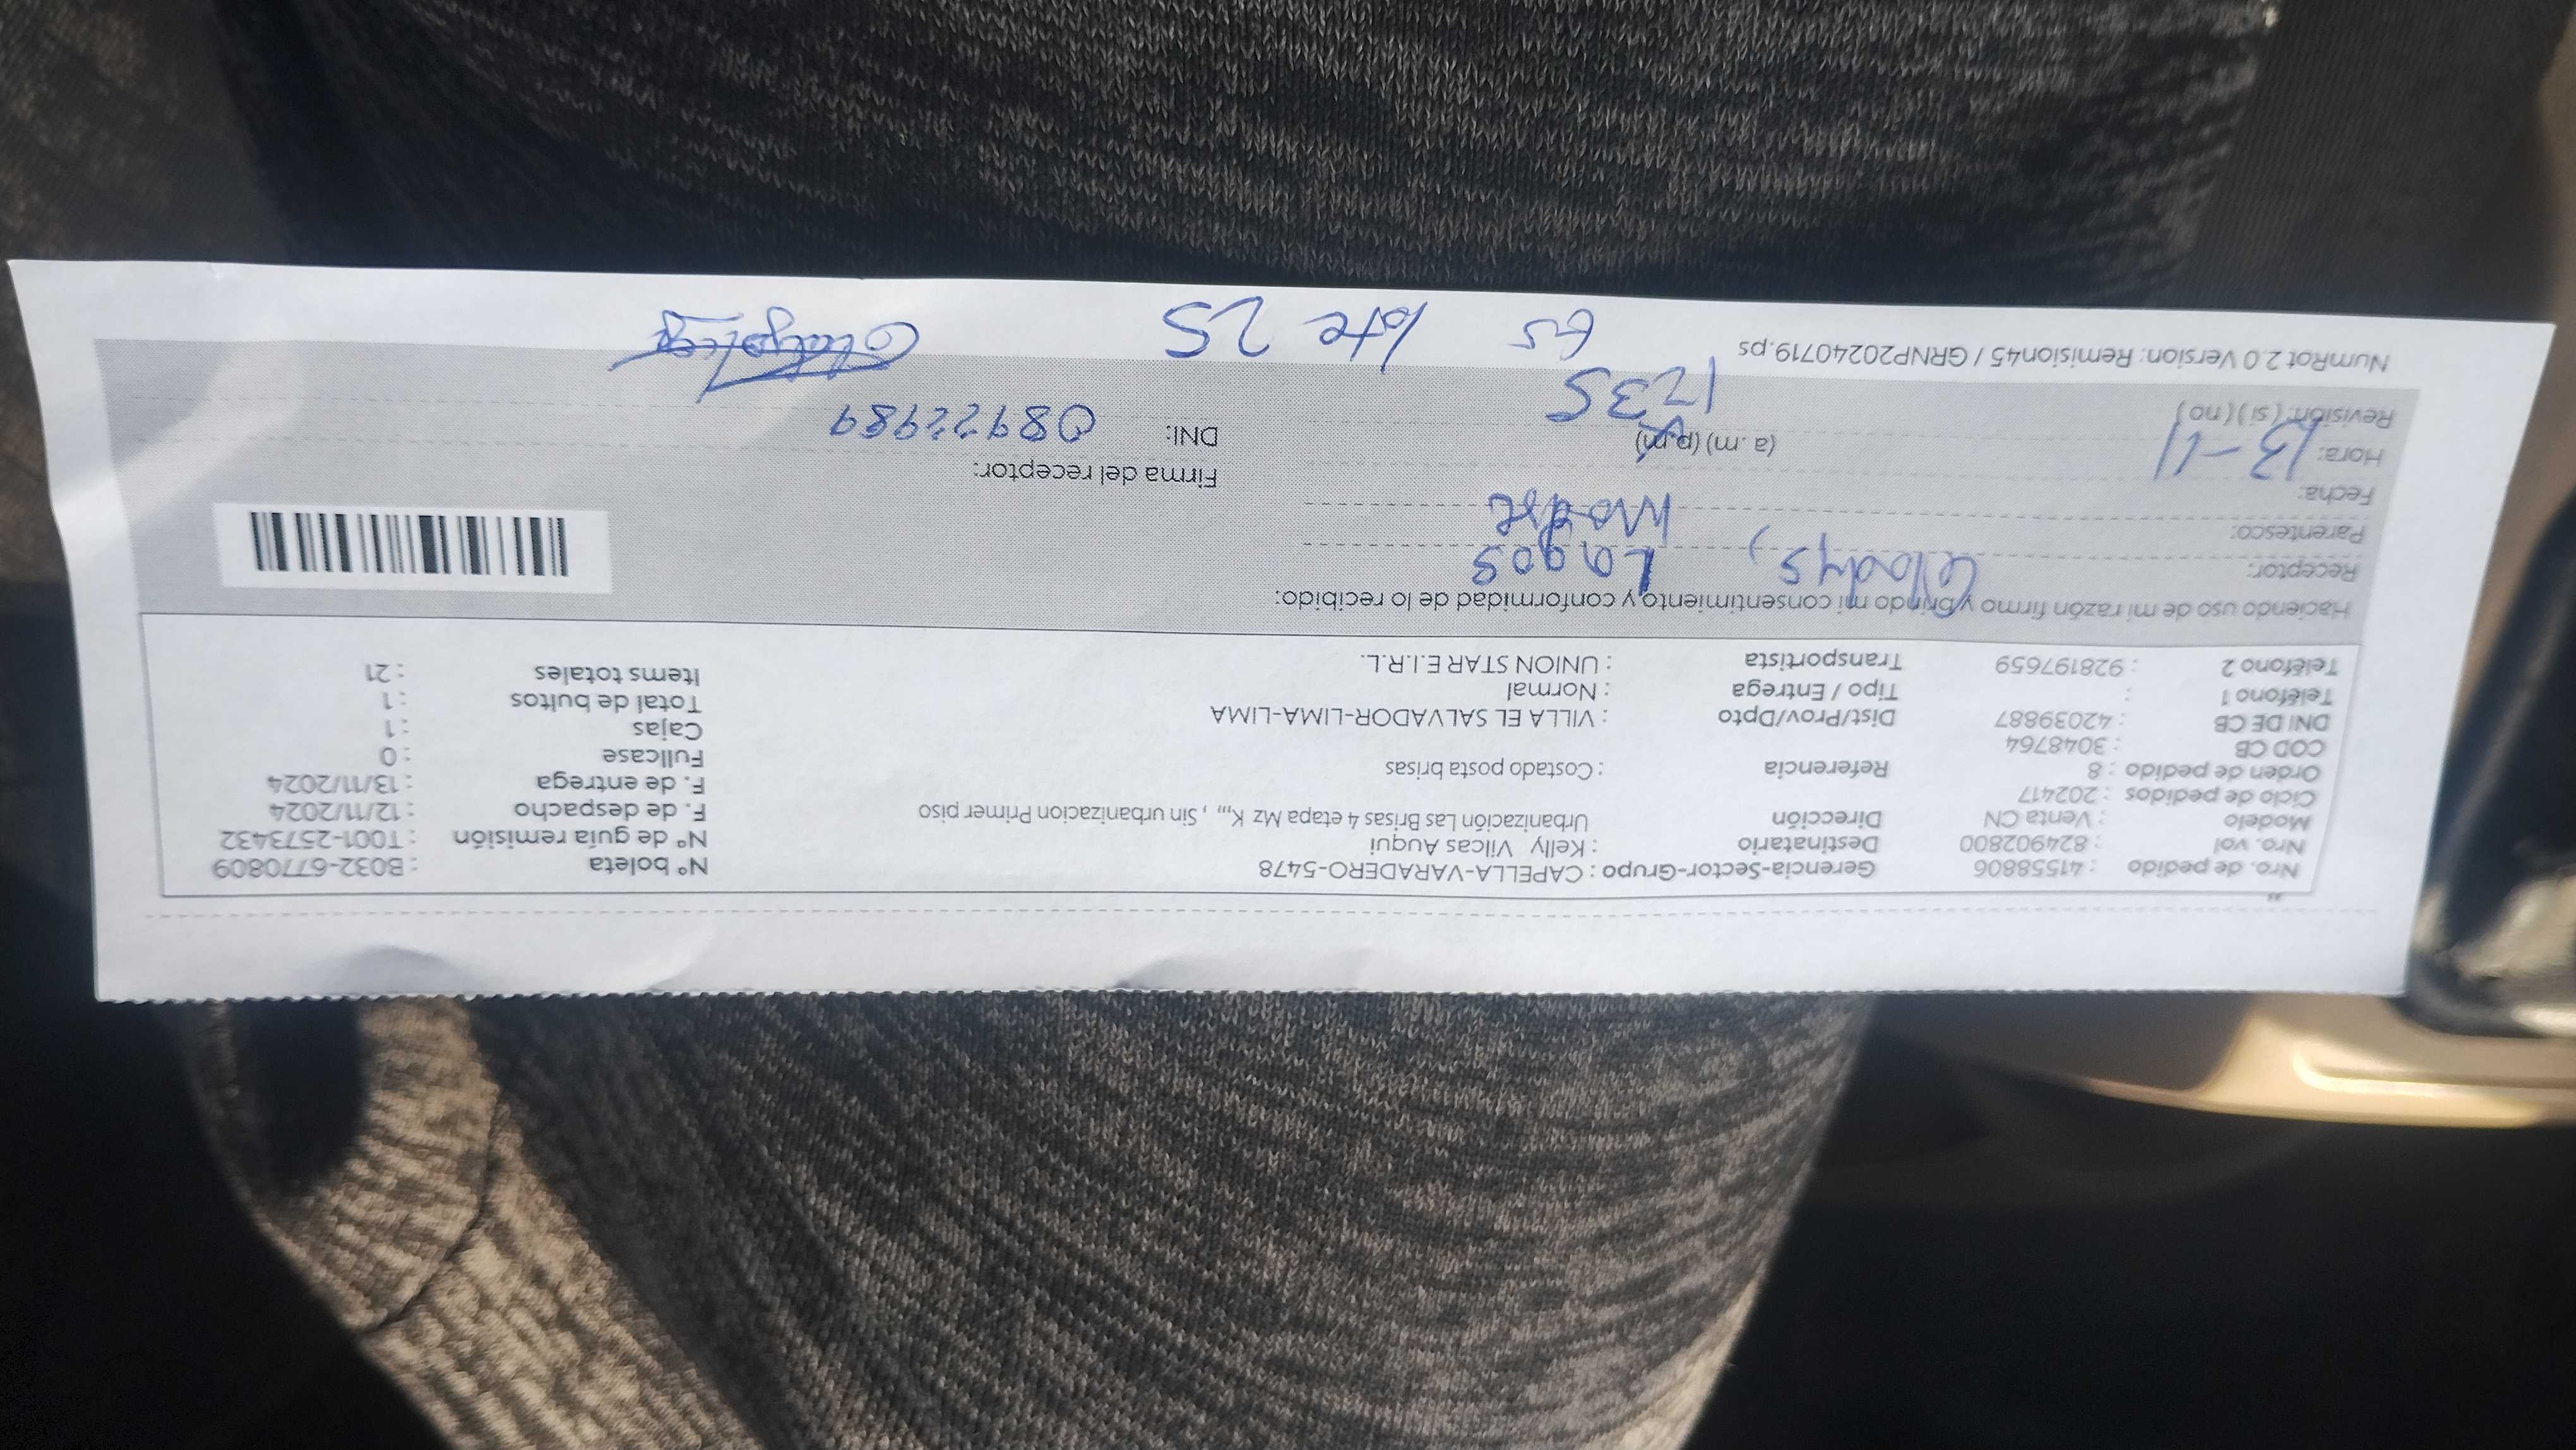 Nro. de pedido : 41558806 Gerencia-Sector-Grupo : CAPELLA-VARADERO-5478 N° boleta : B032-6770809
Nro. vol : 824902800 Destinatario : Kelly Vilcas Auqui N° de guía remisión : T001-2573432
Modelo : Venta CN Dirección Urbanización Las Brisas 4 etapa Mz K,,,, , Sin urbanizacion Primer piso F. de despacho : 12/11/2024
Ciclo de pedidos : 202417 F. de entrega : 13/11/2024
Orden de pedido : 8 Referencia : Costado posta brisas Fullcase : 0
COD CB : 3048764 Cajas : 1
DNI DE CB : 42039887 Dist/Prov/Dpto : VILLA EL SALVADOR-LIMA-LIMA Total de bultos : 1
Teléfono 1 : Tipo / Entrega : Normal Items totales : 21
Teléfono 2 : 928197659 Transportista : UNION STAR E.I.R.L.
Haciendo uso de mi razón firmo y brindo mi consentimiento y conformidad de lo recibido:
Receptor: Gladys, Lagos
Parentesco: Madre
Fecha: 13-11
Firma del receptor:
Hora: (a. m) (p.m) 1235
DNI: 08922989
Revisión: (si) (no)
NumRot 2.0 Version: Remision45 / GRNP20240719.ps
lote 25